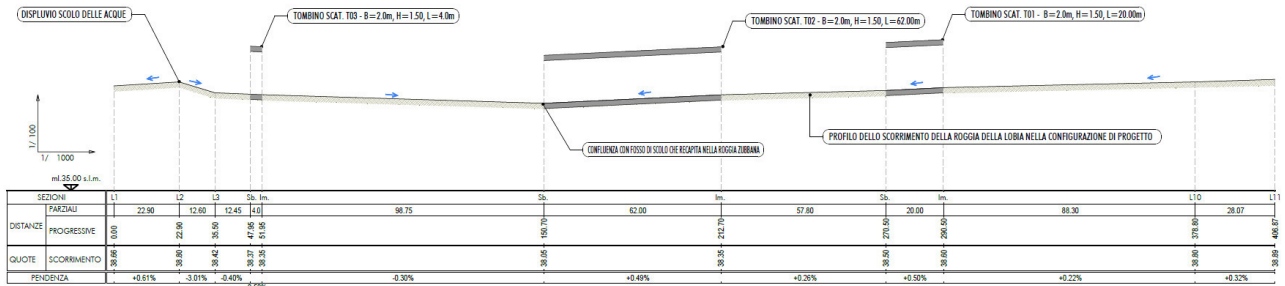 DISPLUVIO SCOLO DELLE ACQUE
TOMBINO SCAT. T03 - B=2.0m, H=1.50, L=4.0m
TOMBINO SCAT. T02 - B=2.0m, H=1.50, L=62.00m
TOMBINO SCAT. T01 - B=2.0m, H=1.50, L=20.00m
PROFILO DELLO SCORRIMENTO DELLA ROGGIA DELLA LOBIA NELLA CONFIGURAZIONE DI PROGETTO
CONFLUENZA CON FOSSO DI SCOLO CHE RECAPITA NELLA ROGGIA ZUBBANA
1/ 100
1/ 1000
ml.35.00 s.l.m.
SEZIONI L1 L2 L3 Sb. Im. Sb. Im. Sb. Im. L10 L11
DISTANZE PARZIALI 22.90 12.60 12.45 4.0 98.75 62.00 57.80 20.00 88.30 28.07
PROGRESSIVE 0.00 22.90 35.50 47.95 51.95 150.70 212.70 270.50 290.50 378.80 406.87
QUOTE SCORRIMENTO 38.66 38.80 38.42 38.37 38.35 38.05 38.35 38.50 38.60 38.80 38.89
PENDENZA +0.61% -3.01% -0.40% -0.30% +0.49% +0.26% +0.50% +0.22% +0.32%